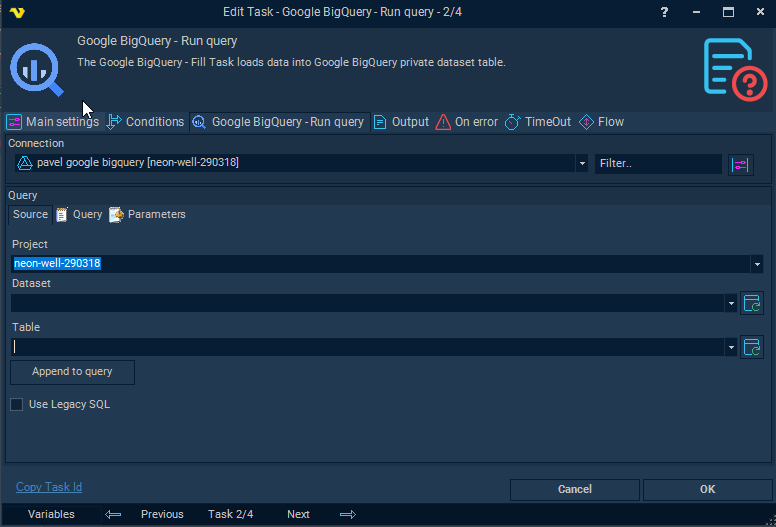 Edit Task - Google BigQuery - Run query - 2/4
Google BigQuery - Run query
The Google BigQuery - Fill Task loads data into Google BigQuery private dataset table.
Main settings Conditions Google BigQuery - Run query Output On error TimeOut Flow
Connection
pavel google bigquery [neon-well-290318] Filter..
Query
Source Query Parameters
Project
neon-well-290318
Dataset
Table
Append to query
Use Legacy SQL
Copy Task Id
Cancel OK
Variables Previous Task 2/4 Next